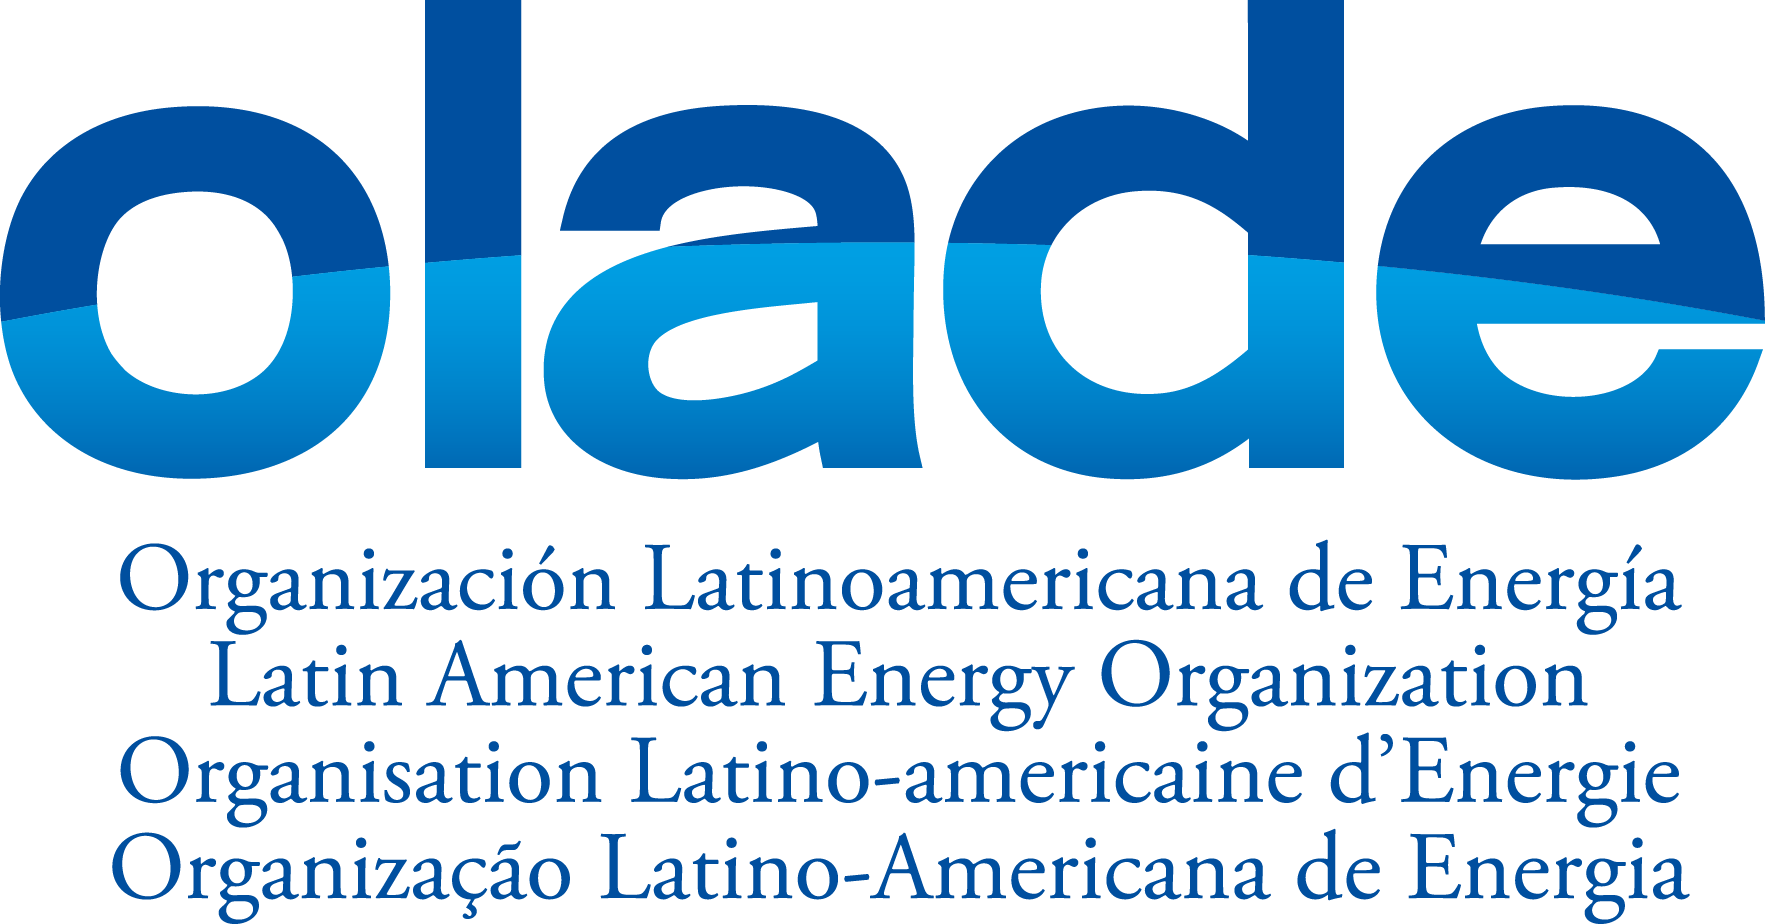 olade
Organización Latinoamericana de Energía
Latin American Energy Organization
Organisation Latino-americaine d’Energie
Organização Latino-Americana de Energia